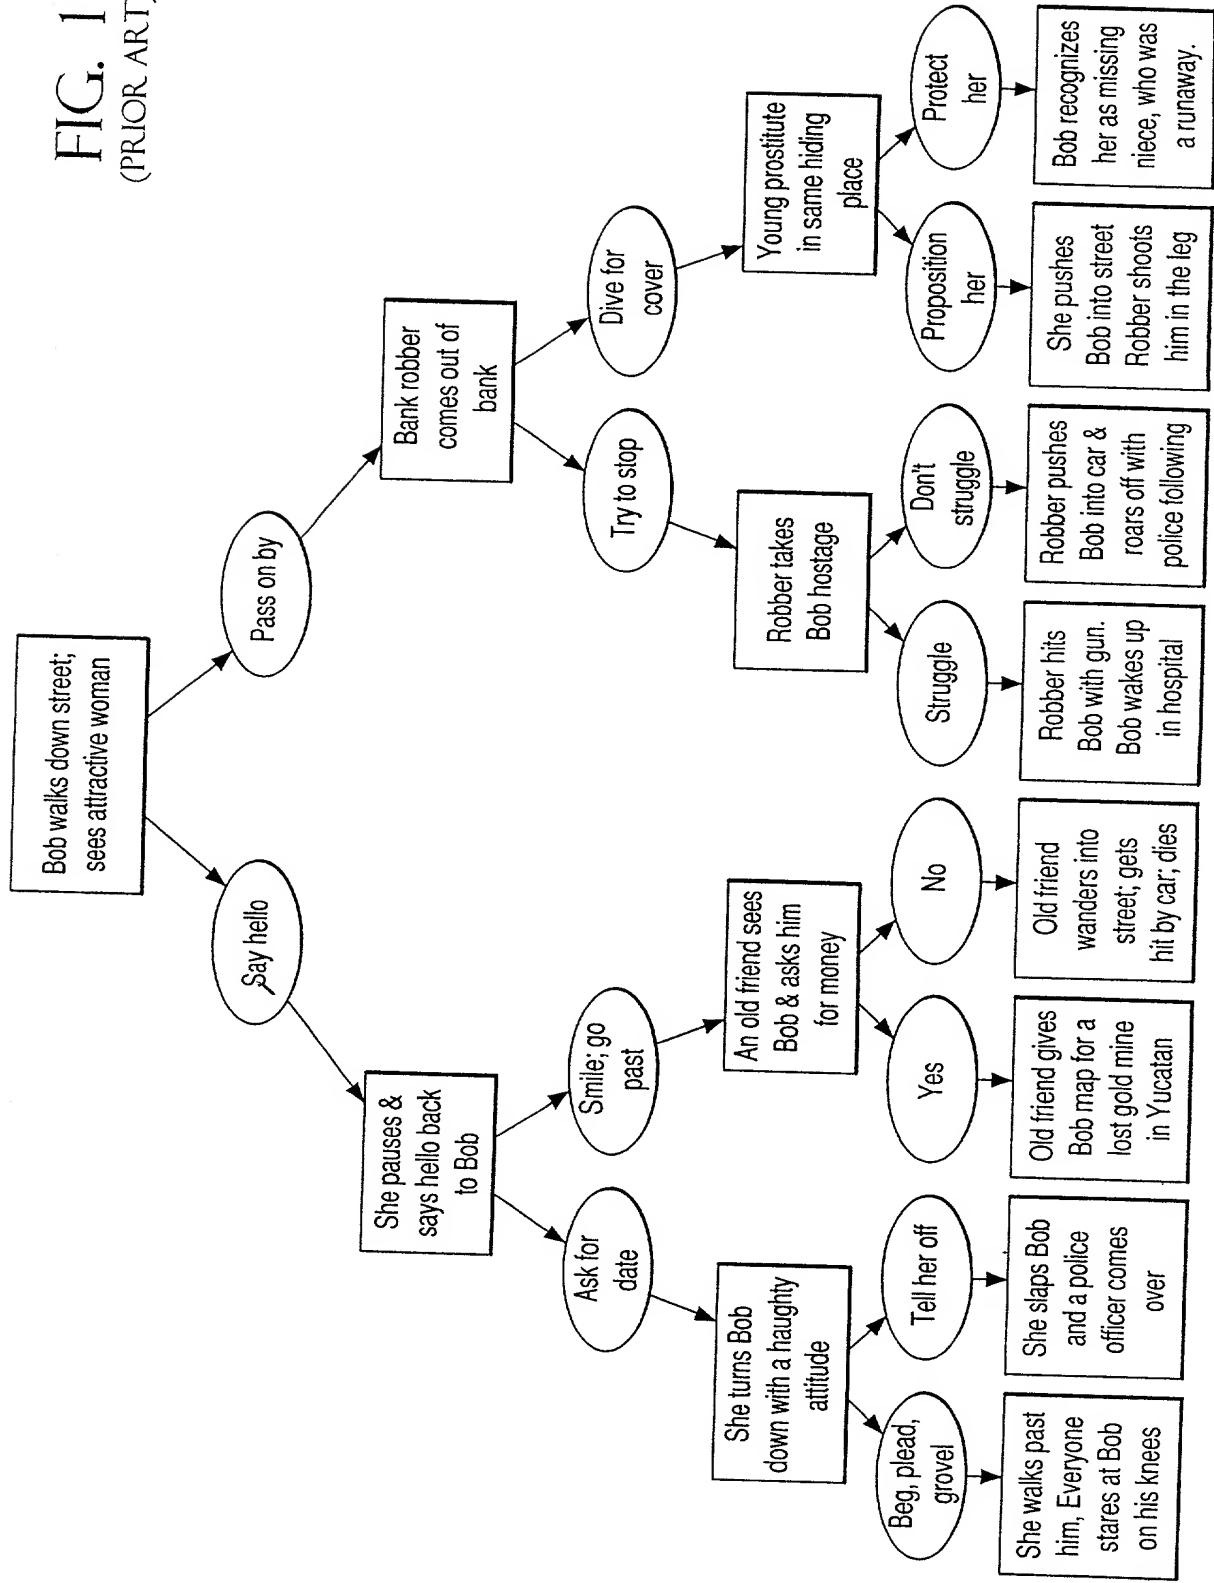 FIG. 1
(PRIOR ART)
Bob walks down street;
sees attractive woman
Say hello
Pass on by
She pauses &
says hello back
to Bob
Bank robber
comes out of
bank
Ask for
date
Smile; go
past
Try to stop
Dive for
cover
She turns Bob
down with a haughty
attitude
An old friend sees
Bob & asks him
for money
Robber takes
Bob hostage
Young prostitute
in same hiding
place
Beg, plead,
grovel
Tell her off
Yes
No
Struggle
Don't
struggle
Proposition
her
Protect
her
She walks past
him, Everyone
stares at Bob
on his knees
She slaps Bob
and a police
officer comes
over
Old friend gives
Bob map for a
lost gold mine
in Yucatan
Old friend
wanders into
street; gets
hit by car; dies
Robber hits
Bob with gun.
Bob wakes up
in hospital
Robber pushes
Bob into car &
roars off with
police following
She pushes
Bob into street
Robber shoots
him in the leg
Bob recognizes
her as missing
niece, who was
a runaway.